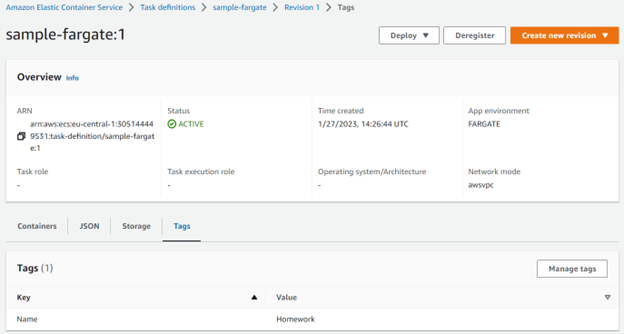 Amazon Elastic Container Service > Task definitions > sample-fargate > Revision 1 > Tags
sample-fargate:1
Deploy ▼ Deregister Create new revision ▼
Overview Info
ARN
arn:aws:ecs:eu-central-1:30514444
9531:task-definition/sample-fargat
e:1
Status
ACTIVE
Time created
1/27/2023, 14:26:44 UTC
App environment
FARGATE
Task role
-
Task execution role
-
Operating system/Architecture
-
Network mode
awsvpc
Containers JSON Storage Tags
Tags (1) Manage tags
Key Value
Name Homework